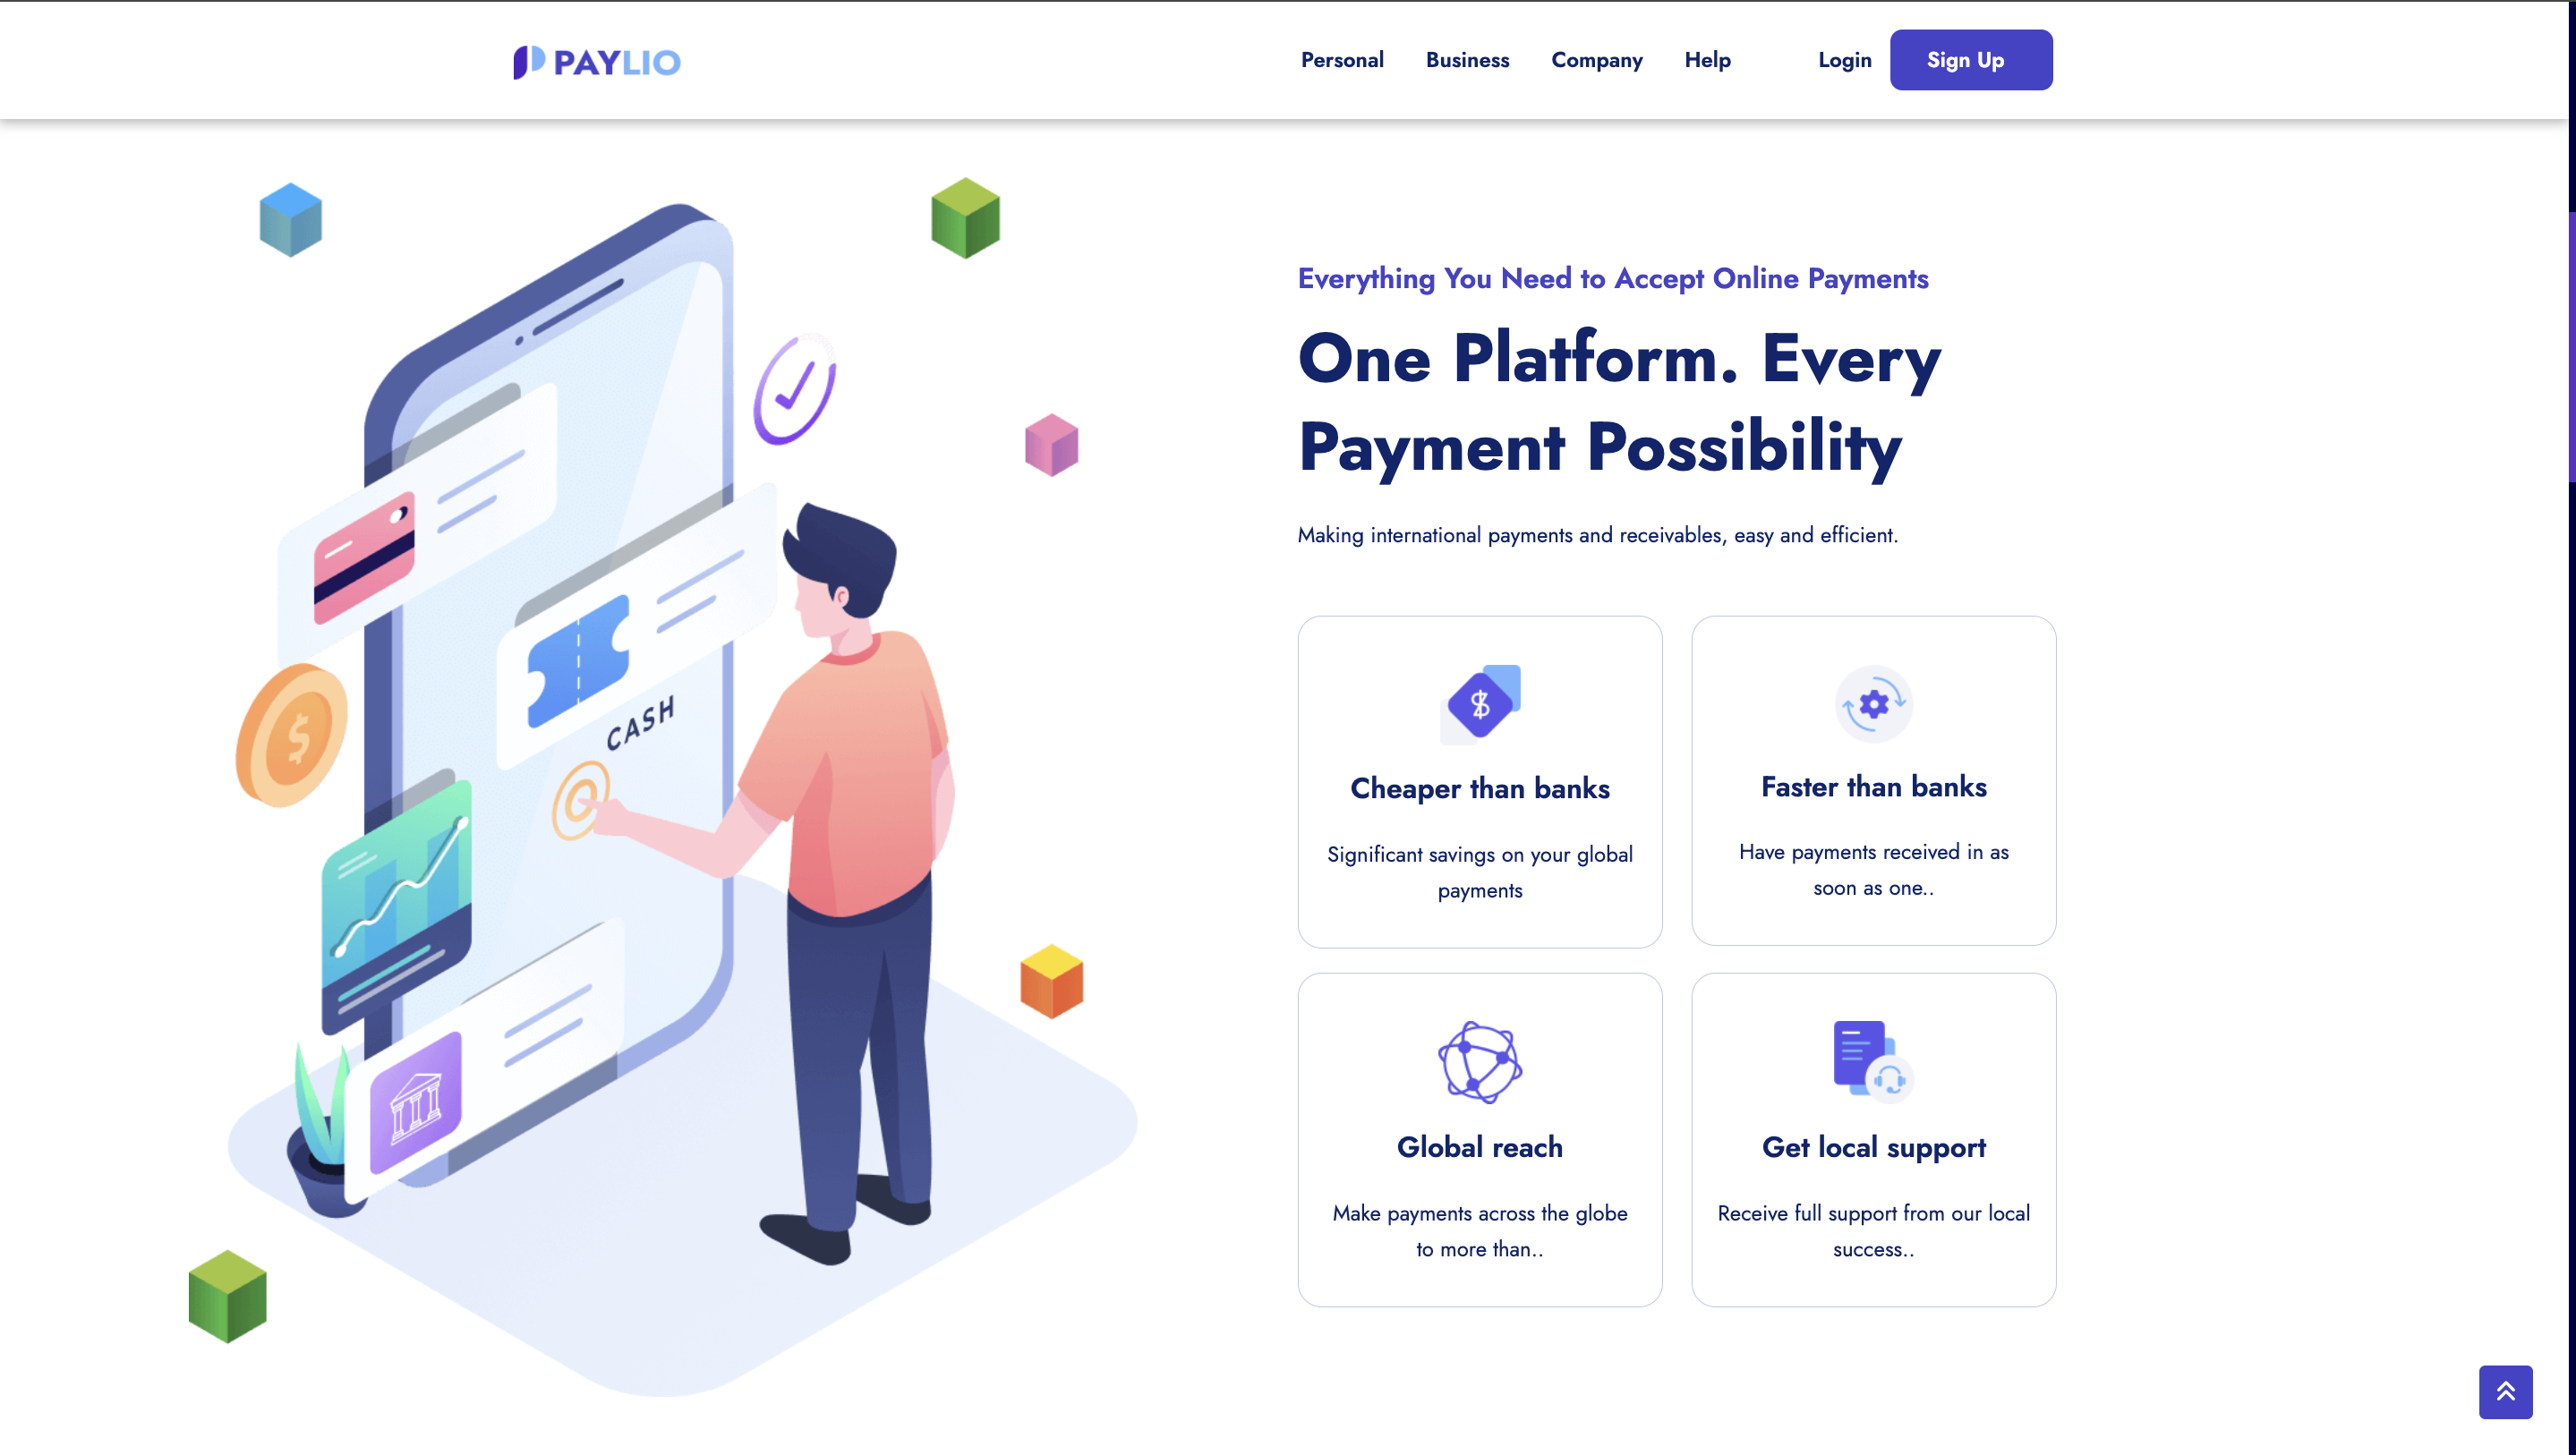 PAYLIO
Personal Business Company Help Login Sign Up
Everything You Need to Accept Online Payments
One Platform. Every
Payment Possibility
Making international payments and receivables, easy and efficient.
CASH
$
$
Cheaper than banks
Significant savings on your global
payments
Faster than banks
Have payments received in as
soon as one..
Global reach
Make payments across the globe
to more than..
Get local support
Receive full support from our local
success..